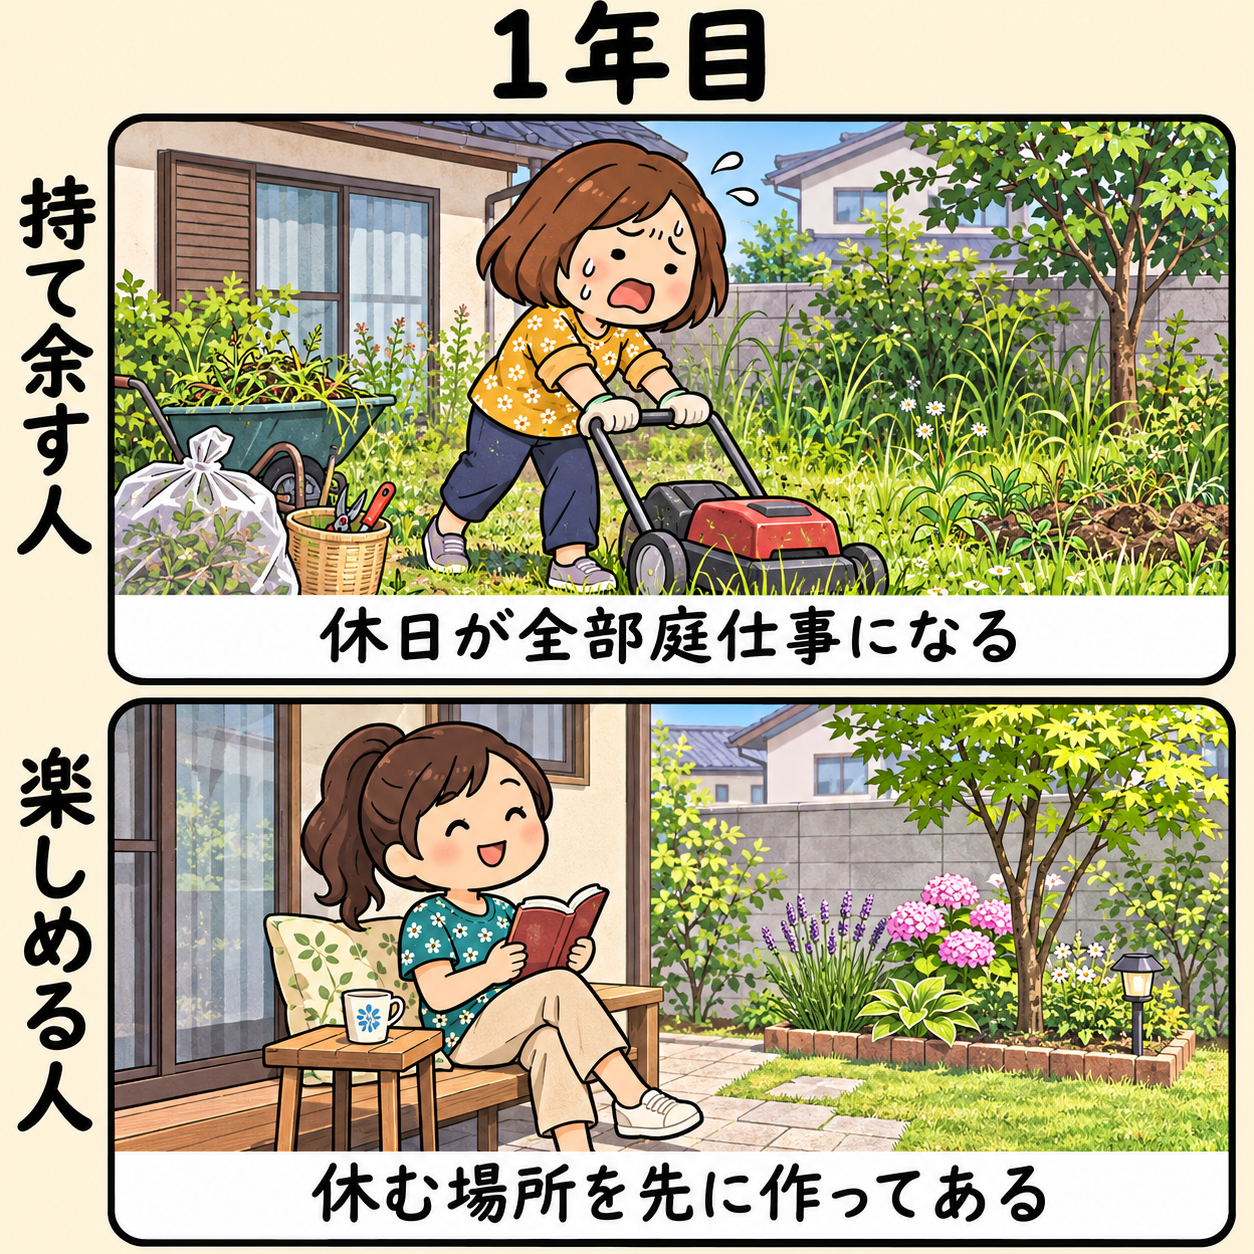 1年目
持て余す人
休日が全部庭仕事になる
楽しめる人
休む場所を先に作ってある